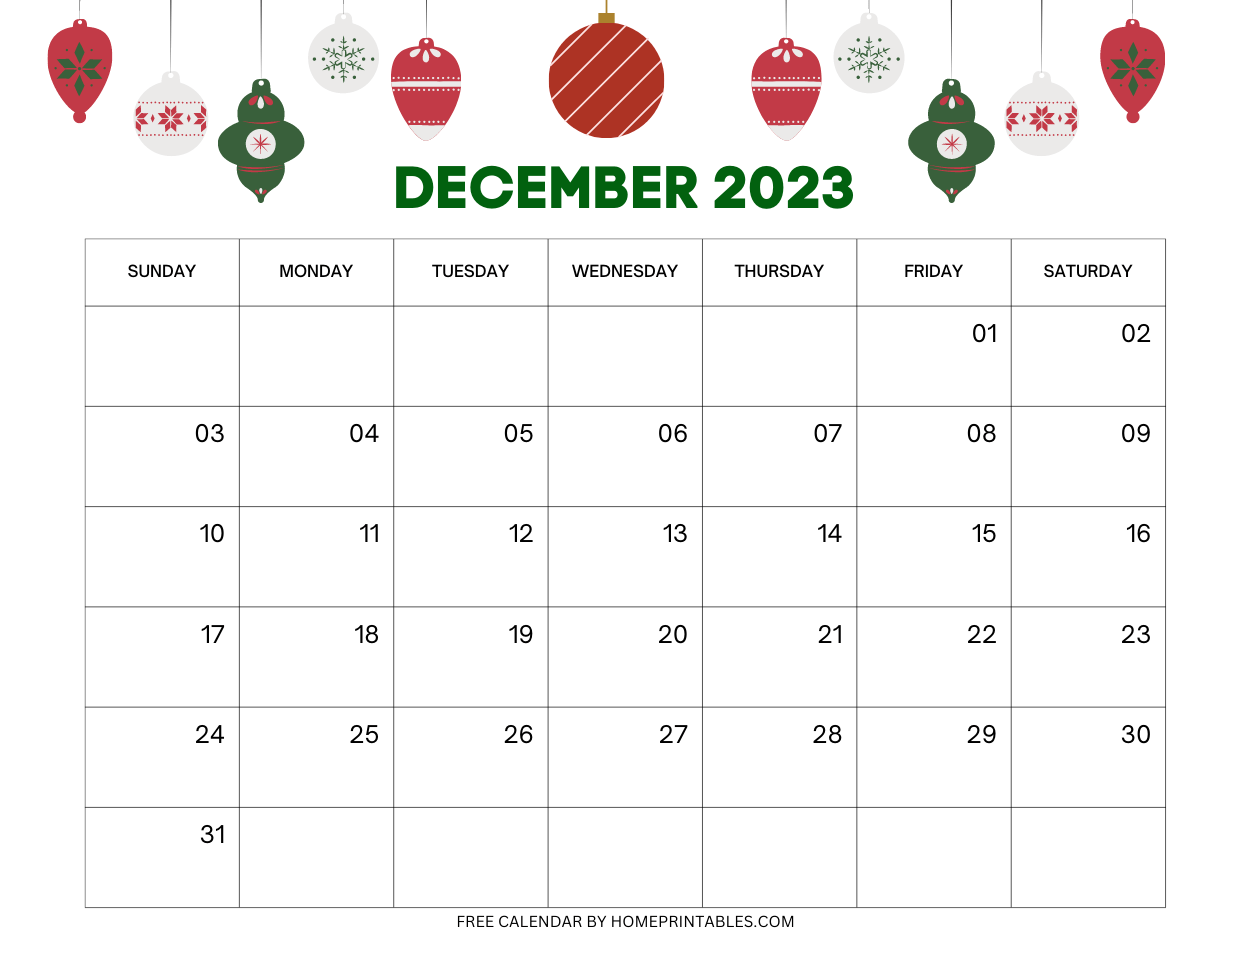 DECEMBER 2023
SUNDAY MONDAY TUESDAY WEDNESDAY THURSDAY FRIDAY SATURDAY
01 02
03 04 05 06 07 08 09
10 11 12 13 14 15 16
17 18 19 20 21 22 23
24 25 26 27 28 29 30
31
FREE CALENDAR BY HOMEPRINTABLES.COM